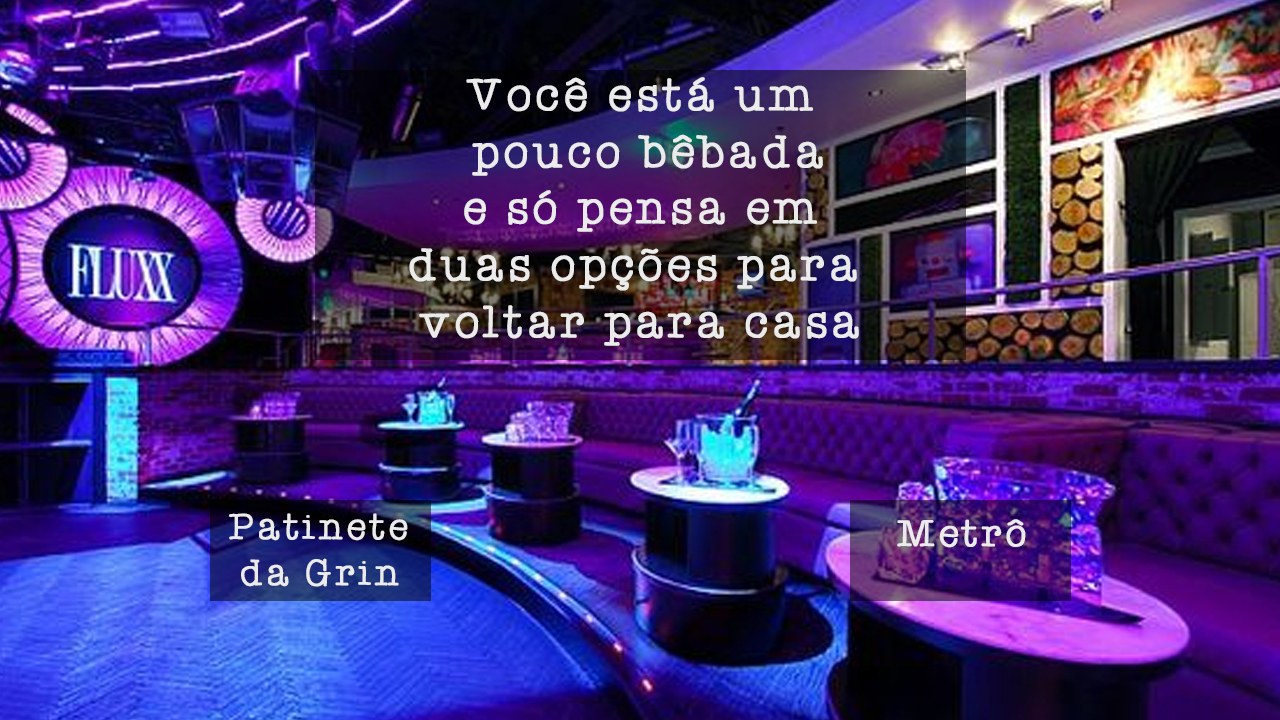 Você está um
pouco bêbada
e só pensa em
duas opções para
voltar para casa
FLUXX
Patinete
da Grin
Metrô